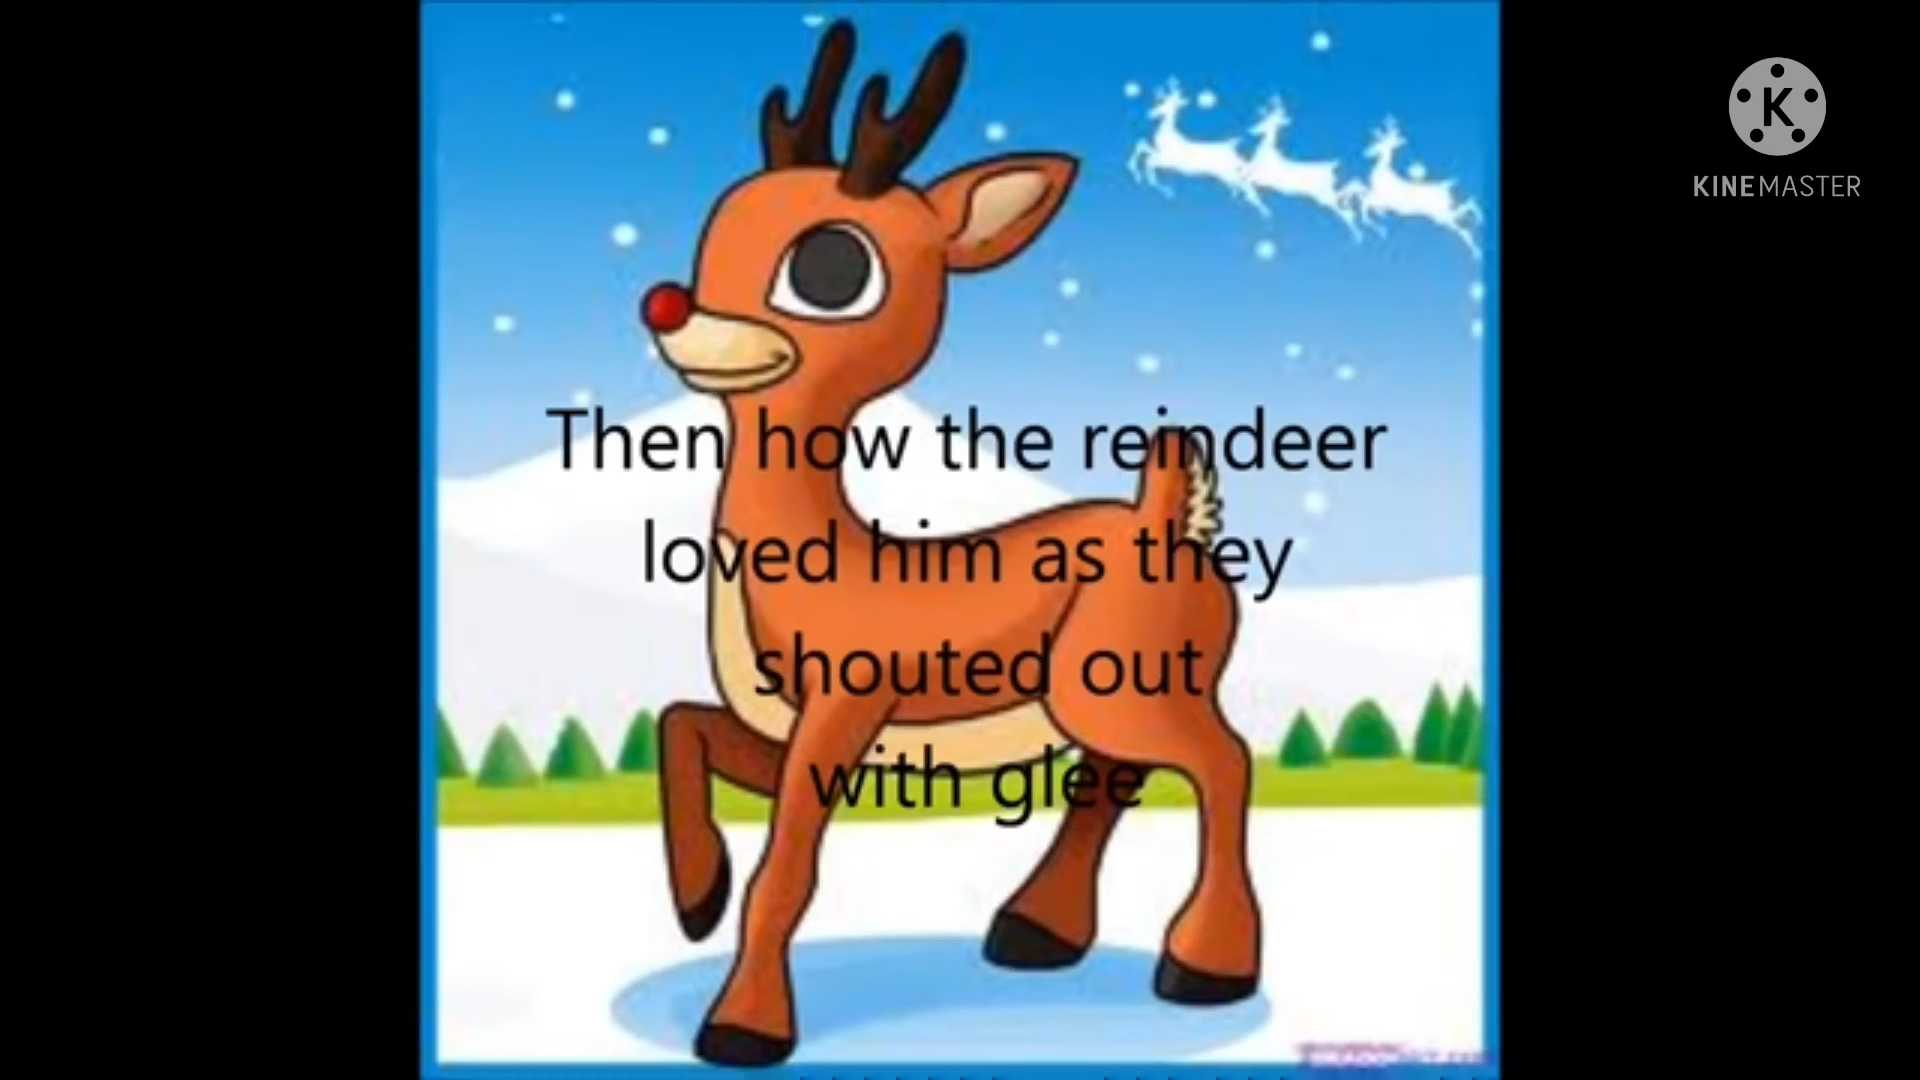 K
KINEMASTER
Then how the reindeer
loved him as they
shouted out
with glee